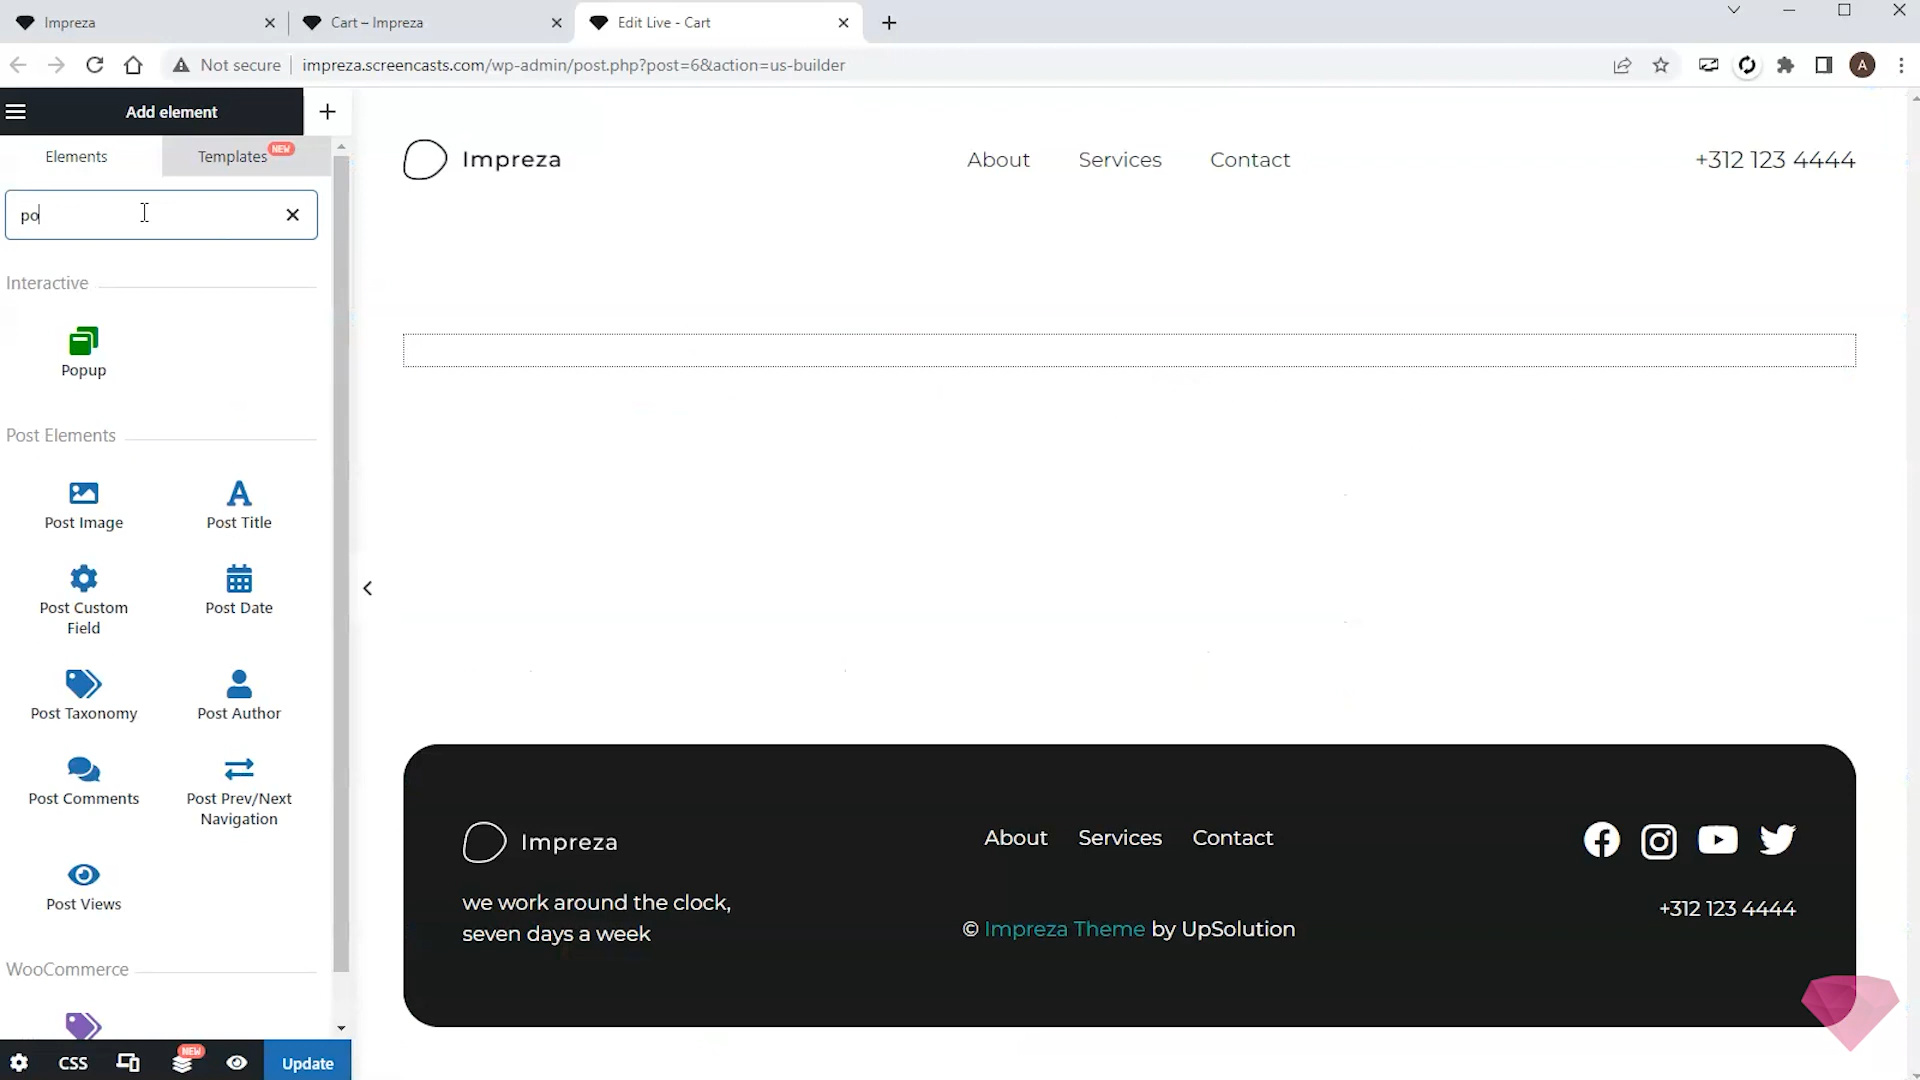 Impreza
Cart – Impreza
Edit Live - Cart
Not secure
impreza.screencasts.com/wp-admin/post.php?post=6&action=us-builder
A
Add element
Elements
Templates
NEW
po
Interactive
Popup
Post Elements
Post Image
Post Title
Post Custom
Field
Post Date
Post Taxonomy
Post Author
Post Comments
Post Prev/Next
Navigation
Post Views
WooCommerce
CSS
NEW
Update
Impreza
About
Services
Contact
+312 123 4444
Impreza
we work around the clock,
seven days a week
About
Services
Contact
© Impreza Theme by UpSolution
+312 123 4444